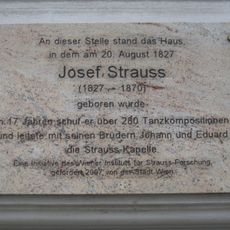 An dieser Stelle stand das Haus,
in dem am 20. August 1827
Josef Strauss
(1827 – 1870)
geboren wurde.
in 17 Jahren schuf er über 280 Tanzkompositionen
und leitete mit seinen Brüdern Johann und Eduard
die Strauss-Kapelle.
Eine Initiative des Wiener Instituts für Strauss-Forschung,
gefördert 2007 von der Stadt Wien.